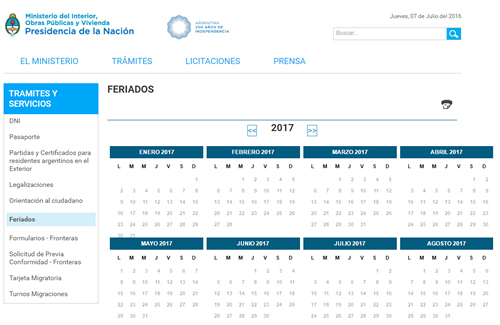 Ministerio del Interior,
Obras Públicas y Vivienda
Presidencia de la Nación
ARGENTINA
200 AÑOS DE
INDEPENDENCIA
Jueves, 07 de Julio del 2016
Buscar...
EL MINISTERIO TRÁMITES LICITACIONES PRENSA
TRAMITES Y
SERVICIOS
DNI
Pasaporte
Partidas y Certificados para
residentes argentinos en el
Exterior
Legalizaciones
Orientación al ciudadano
Feriados
Formularios - Fronteras
Solicitud de Previa
Conformidad - Fronteras
Tarjeta Migratoria
Turnos Migraciones
FERIADOS
<< 2017 >>
ENERO 2017
L M M J V S D
1
2 3 4 5 6 7 8
9 10 11 12 13 14 15
16 17 18 19 20 21 22
23 24 25 26 27 28 29
30 31
FEBRERO 2017
L M M J V S D
1 2 3 4 5
6 7 8 9 10 11 12
13 14 15 16 17 18 19
20 21 22 23 24 25 26
27 28
MARZO 2017
L M M J V S D
1 2 3 4 5
6 7 8 9 10 11 12
13 14 15 16 17 18 19
20 21 22 23 24 25 26
27 28 29 30 31
ABRIL 2017
L M M J V S D
1 2
3 4 5 6 7 8 9
10 11 12 13 14 15 16
17 18 19 20 21 22 23
24 25 26 27 28 29 30
MAYO 2017
L M M J V S D
1 2 3 4 5 6 7
8 9 10 11 12 13 14
15 16 17 18 19 20 21
22 23 24 25 26 27 28
29 30 31
JUNIO 2017
L M M J V S D
1 2 3 4
5 6 7 8 9 10 11
12 13 14 15 16 17 18
19 20 21 22 23 24 25
26 27 28 29 30
JULIO 2017
L M M J V S D
1 2
3 4 5 6 7 8 9
10 11 12 13 14 15 16
17 18 19 20 21 22 23
24 25 26 27 28 29 30
AGOSTO 2017
L M M J V S D
1 2 3 4 5 6
7 8 9 10 11 12 13
14 15 16 17 18 19 20
21 22 23 24 25 26 27
28 29 30 31